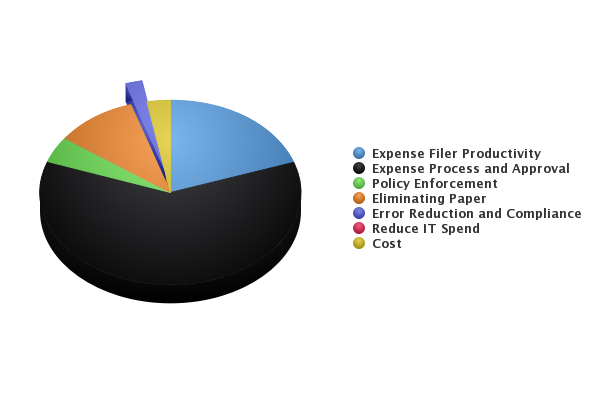 Expense Filer Productivity
Expense Process and Approval
Policy Enforcement
Eliminating Paper
Error Reduction and Compliance
Reduce IT Spend
Cost